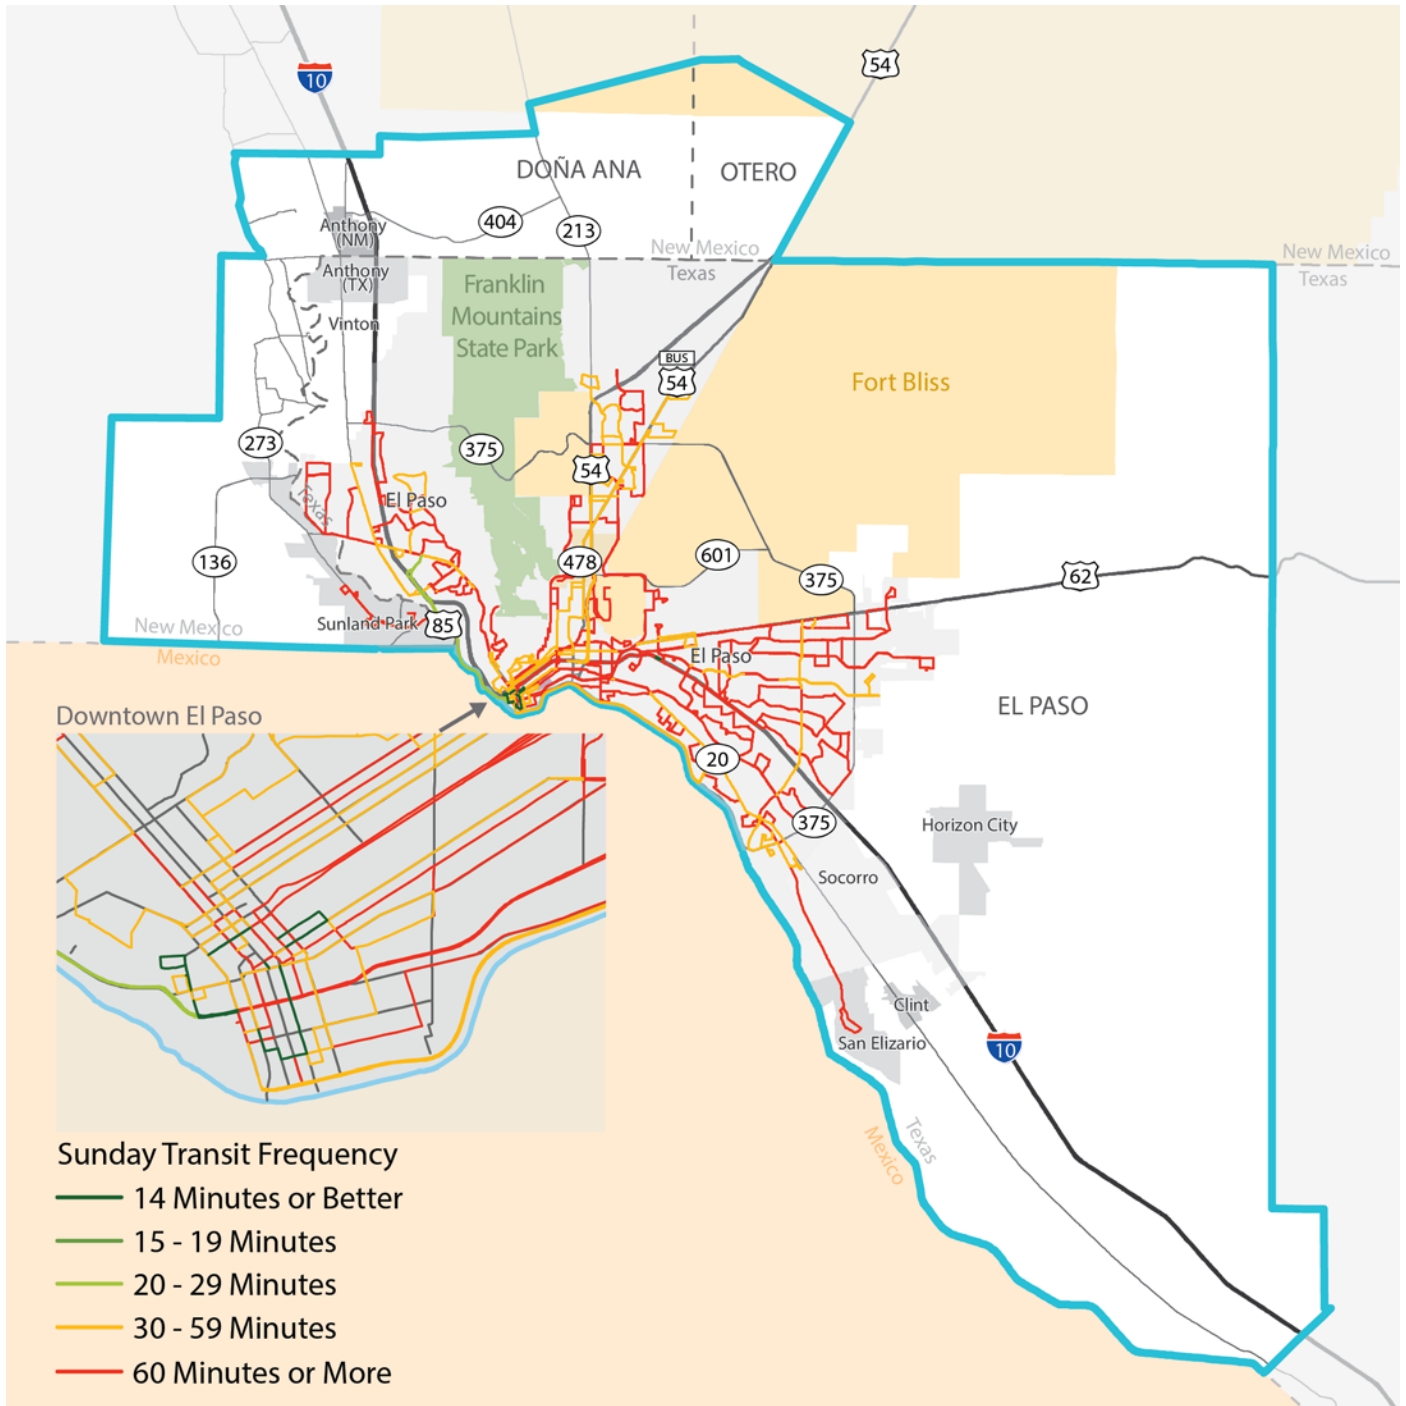 54
10
DOÑA ANA
OTERO
404
213
Anthony
(NM)
New Mexico
Texas
New Mexico
Texas
Anthony
(TX)
Franklin
Mountains
State Park
Vinton
BUS
54
Fort Bliss
273
375
54
Texas
El Paso
136
478
601
375
62
Sunland Park
85
New Mexico
Mexico
El Paso
EL PASO
Downtown El Paso
20
375
Horizon City
Socorro
Clint
San Elizario
10
Texas
Mexico
Sunday Transit Frequency
14 Minutes or Better
15 - 19 Minutes
20 - 29 Minutes
30 - 59 Minutes
60 Minutes or More